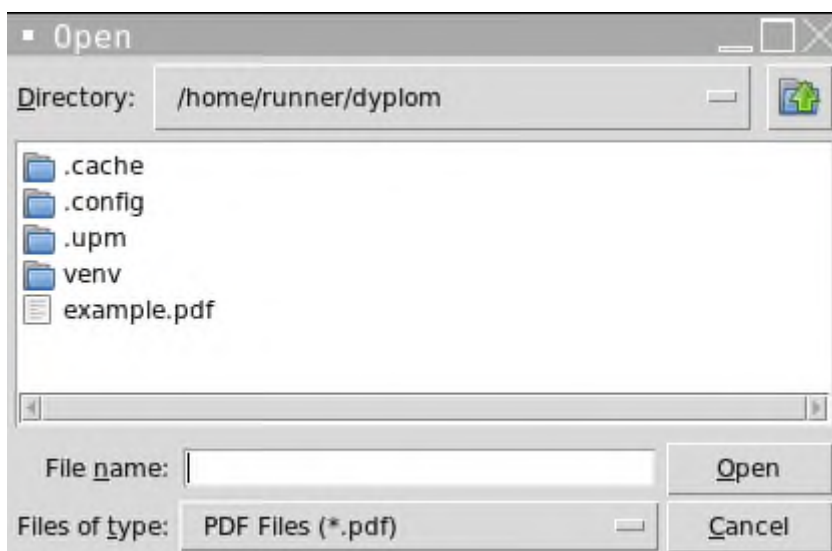 Open
Directory: /home/runner/dyplom
.cache
.config
.upm
venv
example.pdf
File name: Open
Files of type: PDF Files (*.pdf) Cancel